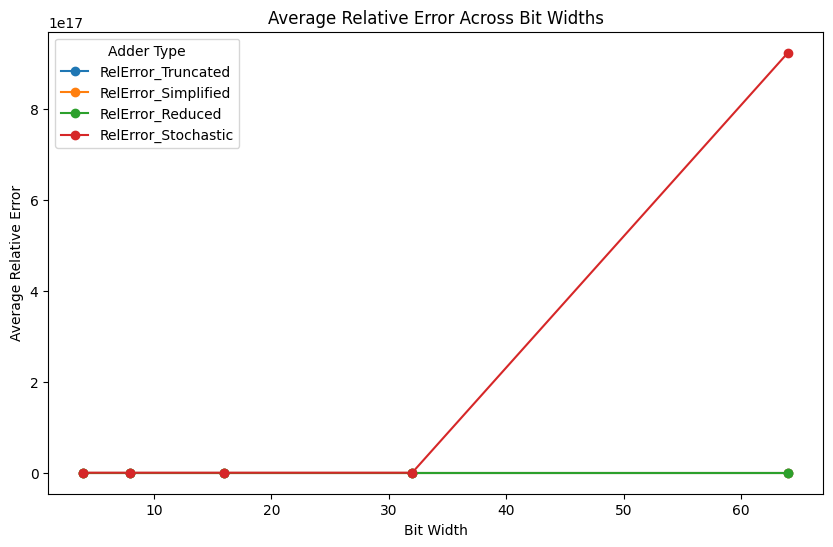 Average Relative Error Across Bit Widths
1e17
Adder Type
RelError_Truncated
RelError_Simplified
RelError_Reduced
RelError_Stochastic
Average Relative Error
8
6
4
2
0
10 20 30 40 50 60
Bit Width